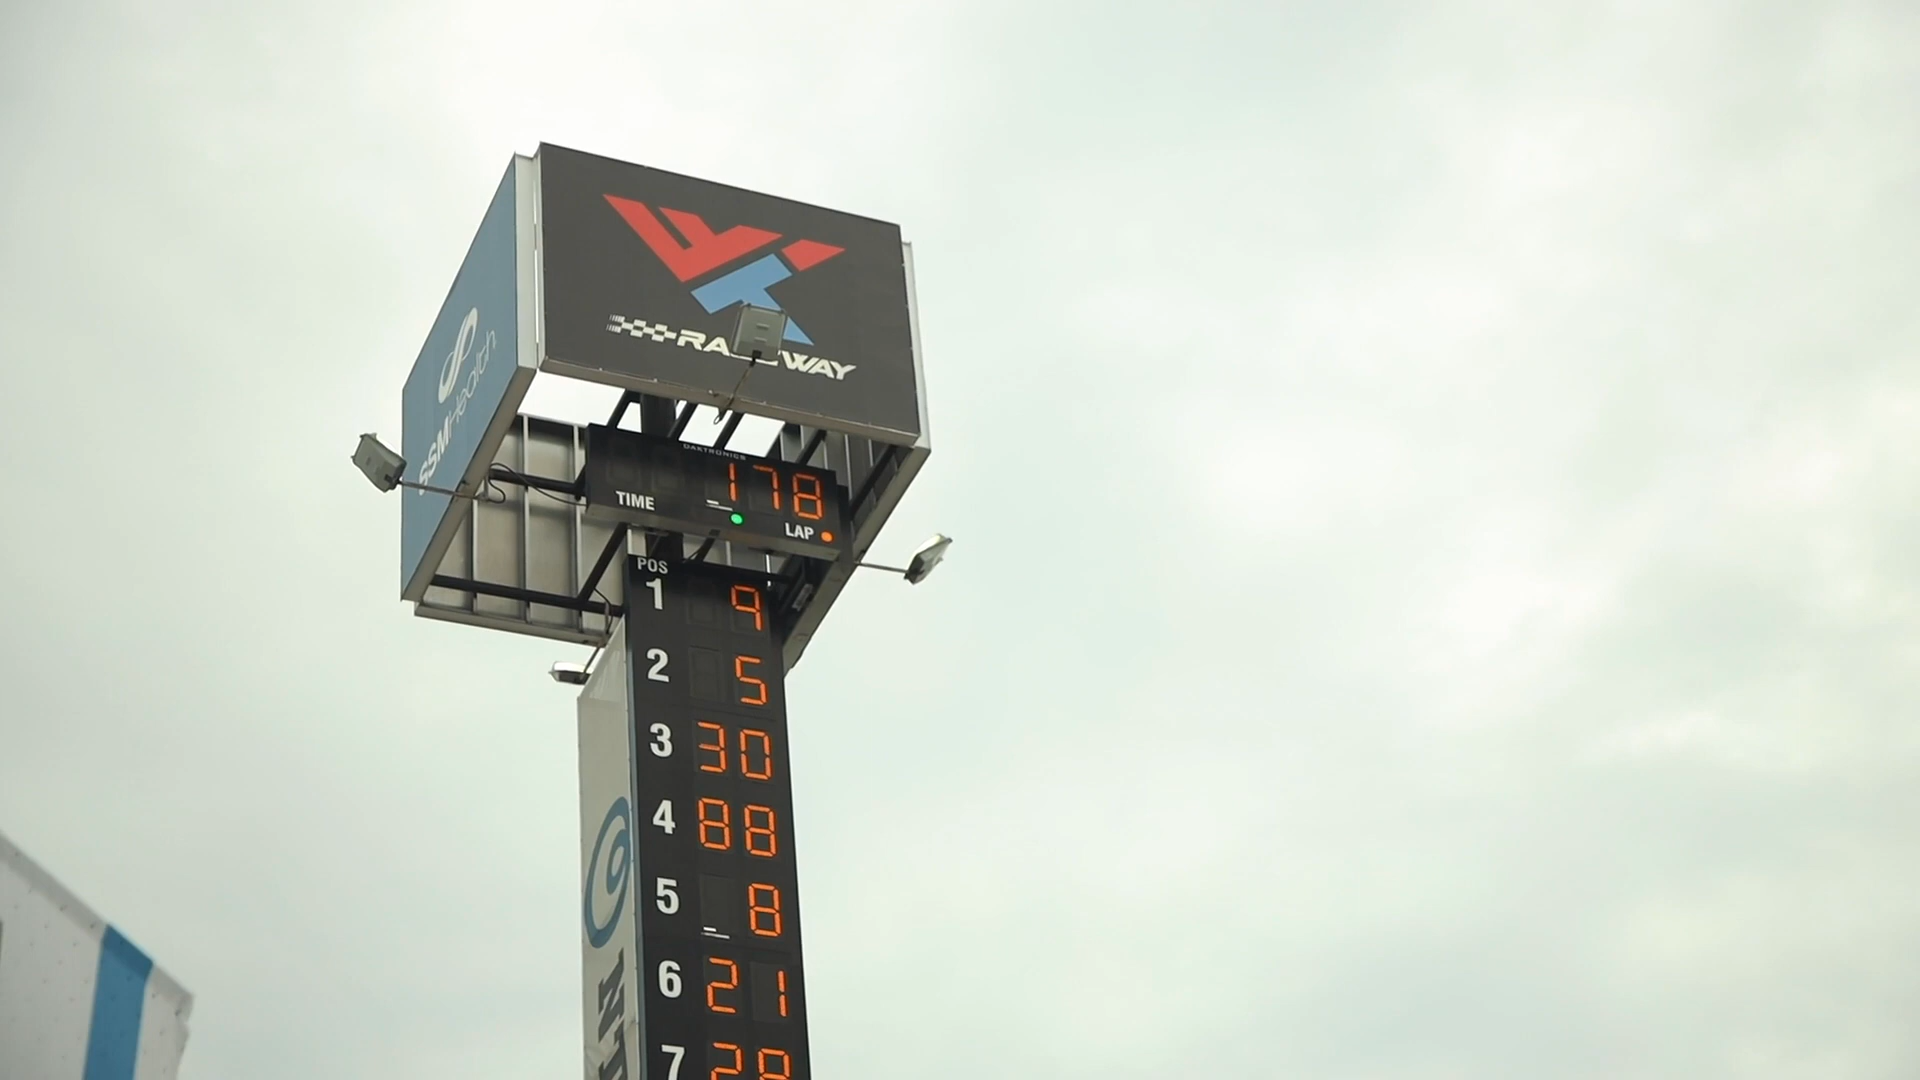 WWT
RACEWAY
SSMHealth
DAKTRONICS
178
TIME
LAP
POS
1 9
2 5
3 30
4 88
5 8
6 21
7